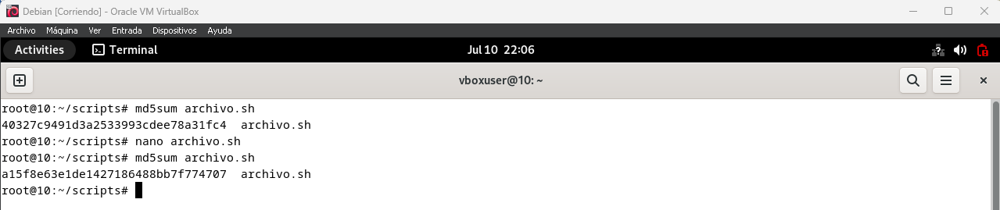 Debian [Corriendo] - Oracle VM VirtualBox
Archivo Máquina Ver Entrada Dispositivos Ayuda
Activities Terminal Jul 10 22:06
vboxuser@10: ~
root@10:~/scripts# md5sum archivo.sh
40327c9491d3a2533993cdee78a31fc4  archivo.sh
root@10:~/scripts# nano archivo.sh
root@10:~/scripts# md5sum archivo.sh
a15f8e63e1de1427186488bb7f774707  archivo.sh
root@10:~/scripts#